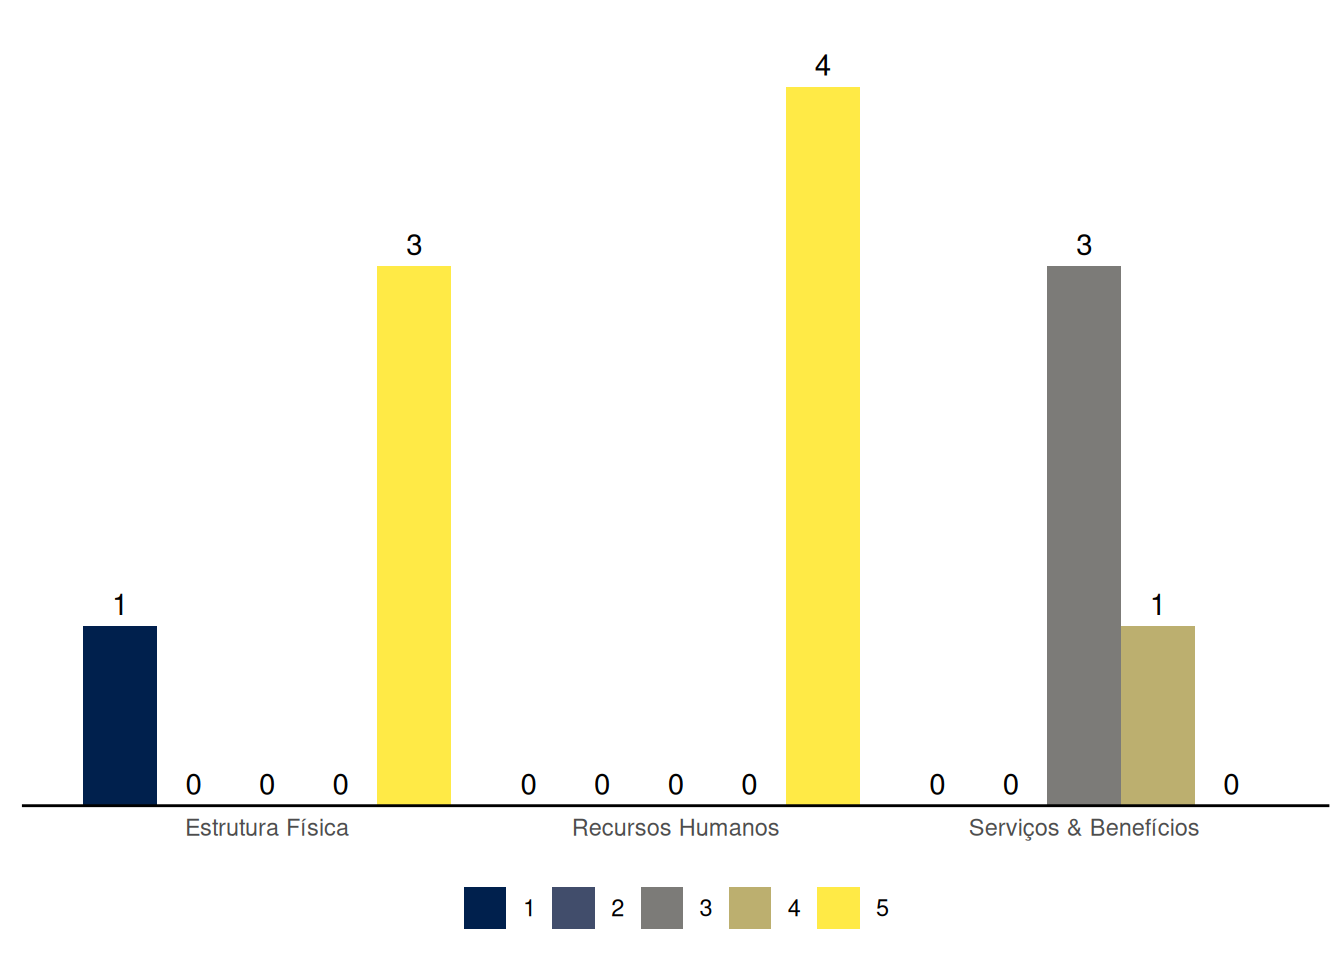 4
3 3
1 1
0 0 0 0 0 0 0 0 0 0
Estrutura Física Recursos Humanos Serviços & Benefícios
1 2 3 4 5